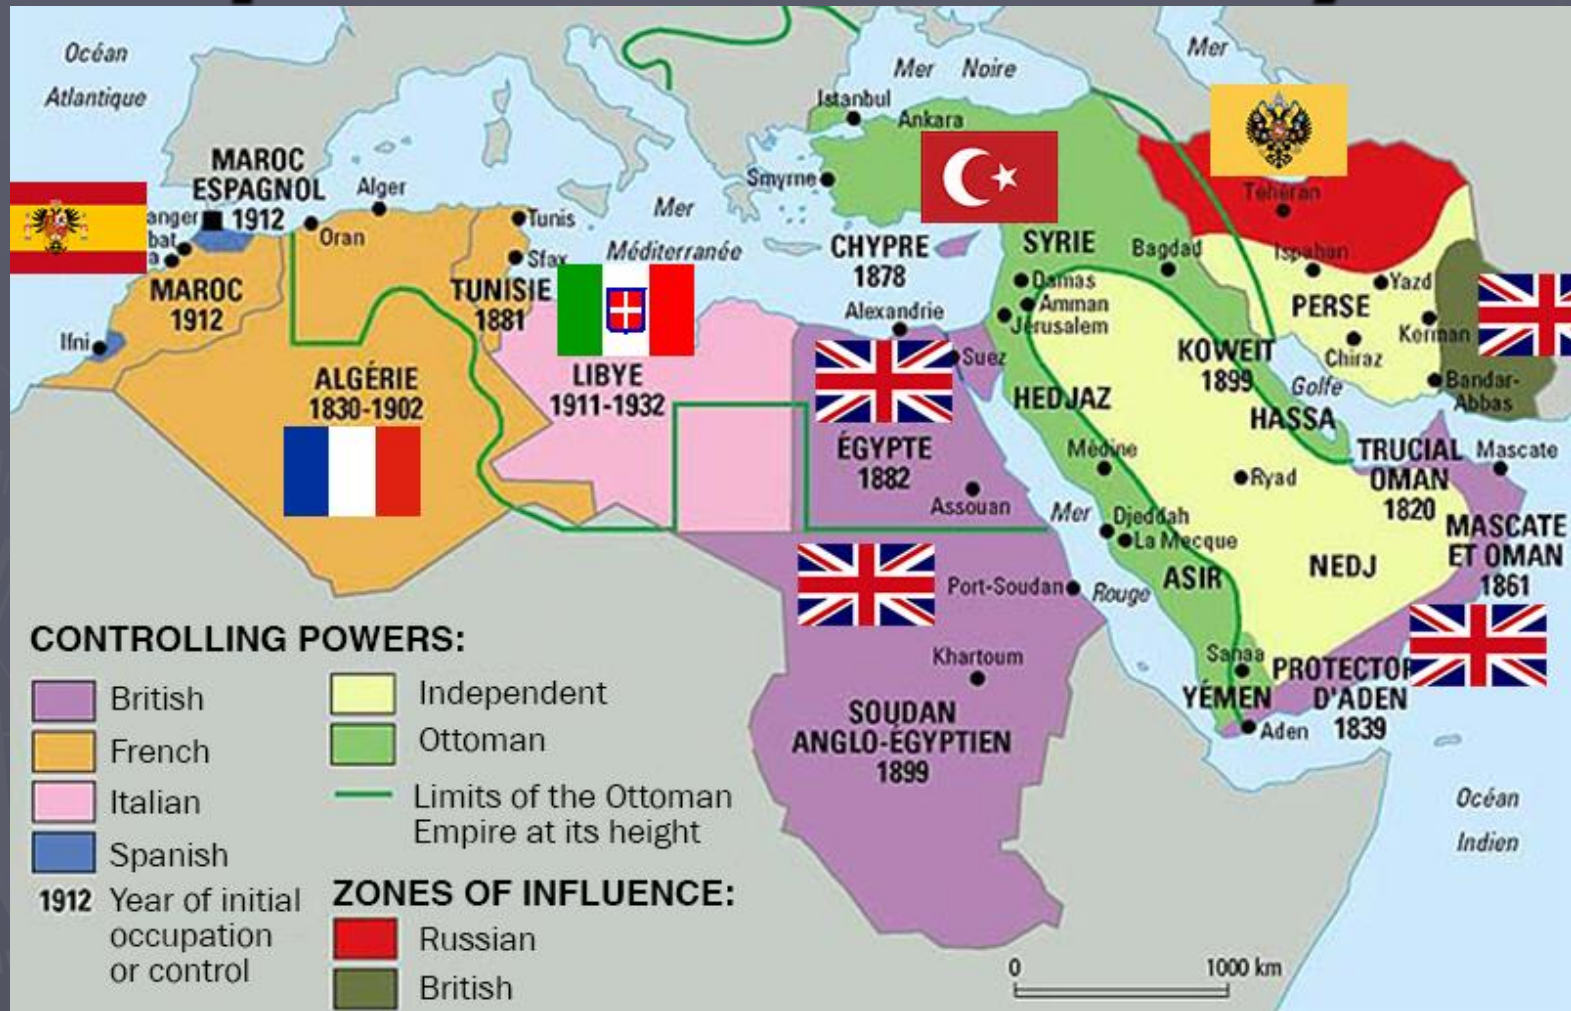 Océan
Atlantique
Mer Noire
Mer
Istanbul
Ankara
Smyrne
MAROC
ESPAGNOL
1912
Alger
Oran
Tunis
Sfax
Mer
Méditerranée
CHYPRE
1878
SYRIE
Bagdad
Téhéran
Ispahan
Yazd
PERSE
Kerman
Chiraz
Bandar-
Abbas
anger
bat
a
MAROC
1912
Ifni
TUNISIE
1881
Damas
Amman
Jérusalem
Alexandrie
Suez
ALGÉRIE
1830-1902
LIBYE
1911-1932
KOWEIT
1899
Golfe
HEDJAZ
HASSA
ÉGYPTE
1882
Assouan
Médine
Ryad
TRUCIAL
OMAN
1820
Mascate
MASCATE
ET OMAN
1861
Mer
Rouge
Djeddah
La Mecque
ASIR
NEDJ
Port-Soudan
Khartoum
SOUDAN
ANGLO-EGYPTIEN
1899
Sanaa
YÉMEN
PROTECTOR
D'ADEN
1839
Aden
Océan
Indien
CONTROLLING POWERS:
British
French
Italian
Spanish
1912 Year of initial
occupation
or control
Independent
Ottoman
Limits of the Ottoman
Empire at its height
ZONES OF INFLUENCE:
Russian
British
0 1000 km